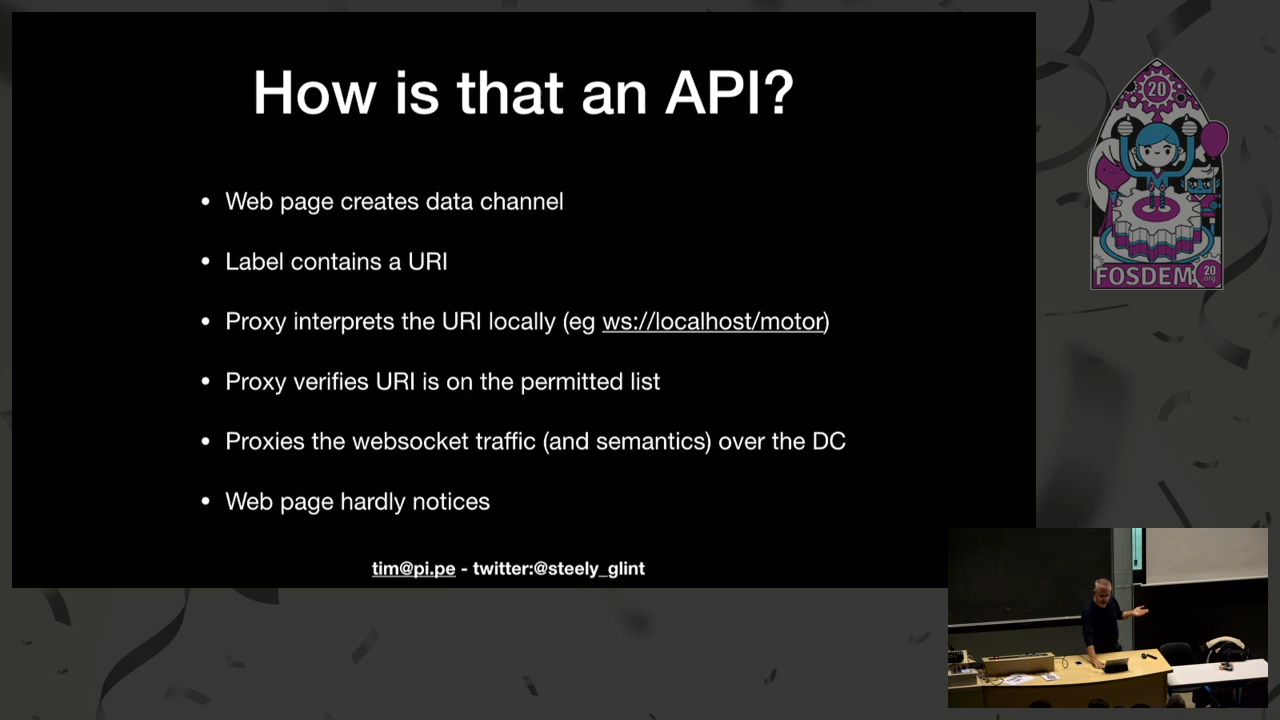 How is that an API?
• Web page creates data channel
• Label contains a URI
• Proxy interprets the URI locally (eg ws://localhost/motor)
• Proxy verifies URI is on the permitted list
• Proxies the websocket traffic (and semantics) over the DC
• Web page hardly notices
tim@pi.pe - twitter:@steely_glint
20
FOSDEM
20
.org